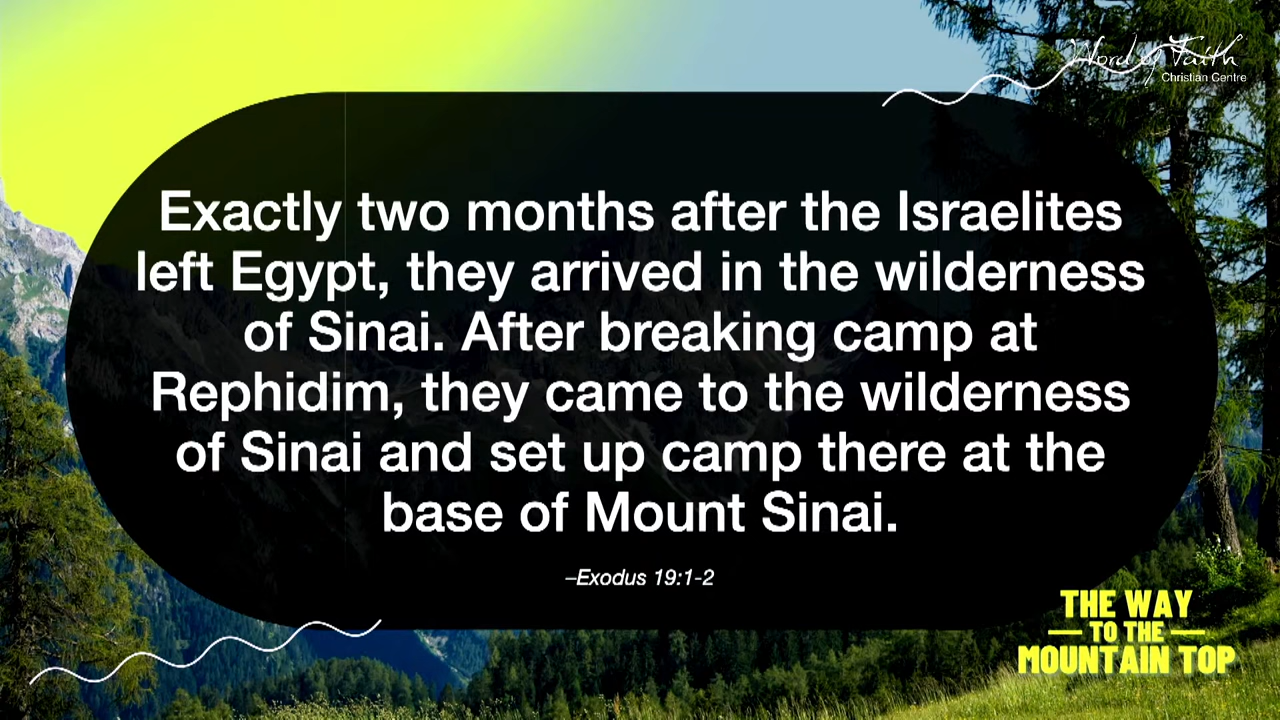 Word of Faith
Christian Centre
Exactly two months after the Israelites
left Egypt, they arrived in the wilderness
of Sinai. After breaking camp at
Rephidim, they came to the wilderness
of Sinai and set up camp there at the
base of Mount Sinai.
–Exodus 19:1-2
THE WAY
TO THE
MOUNTAIN TOP